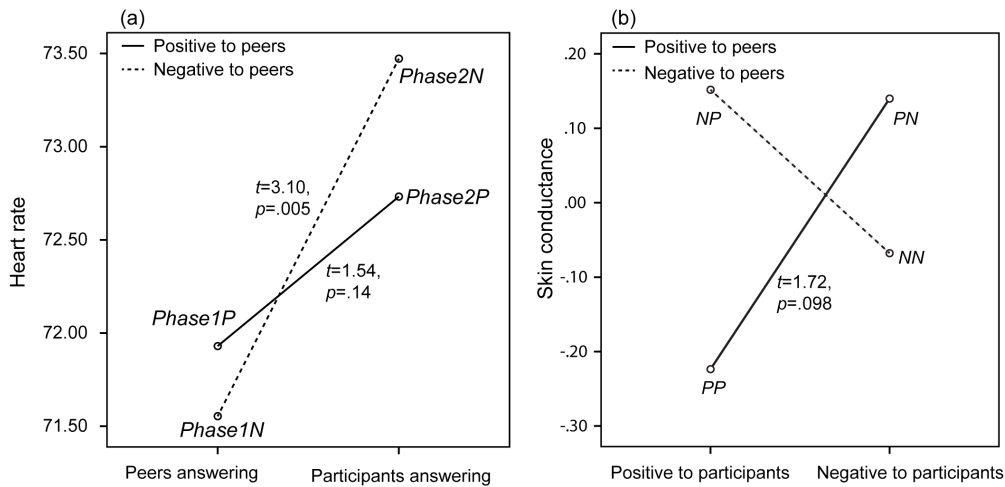 (a)
Positive to peers
Negative to peers
Heart rate
73.50
73.00
72.50
72.00
71.50
Phase2N
t=3.10,
p=.005
Phase2P
t=1.54,
p=.14
Phase1P
Phase1N
Peers answering
Participants answering
(b)
Positive to peers
Negative to peers
Skin conductance
.20
.10
.00
-.10
-.20
-.30
NP
PN
NN
t=1.72,
p=.098
PP
Positive to participants
Negative to participants